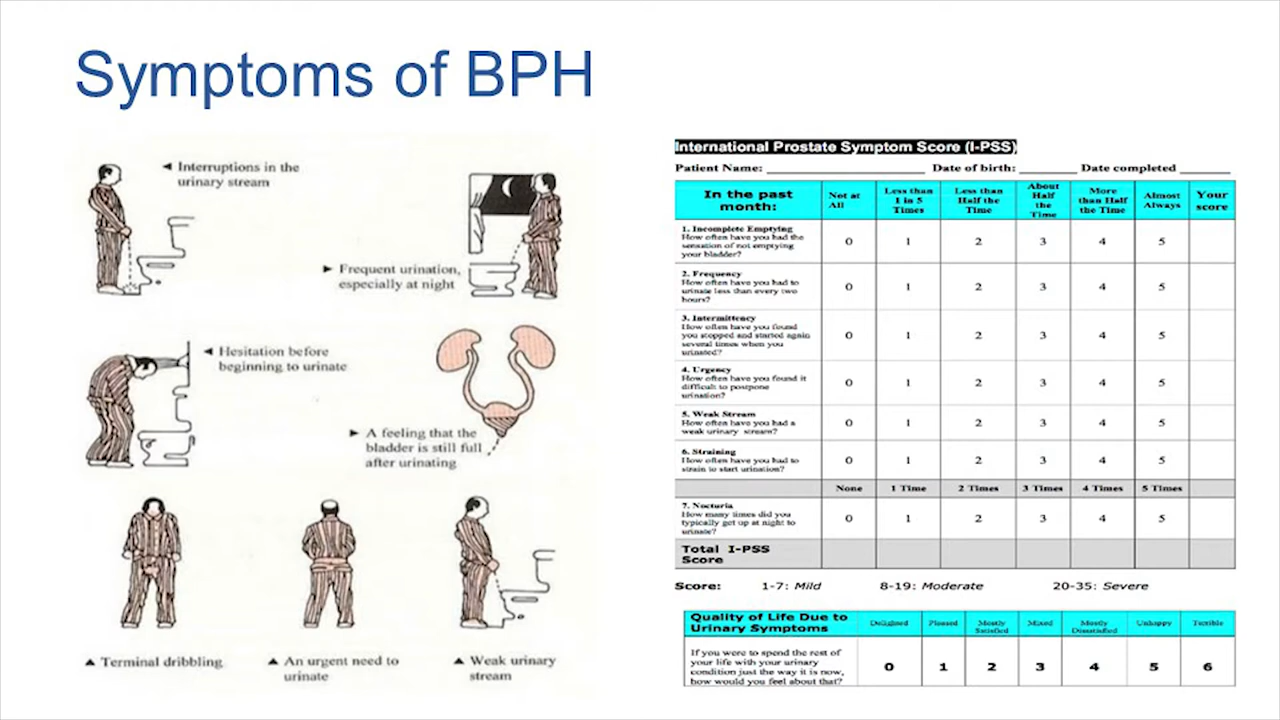 Symptoms of BPH
◄ Interruptions in the
urinary stream
► Frequent urination,
especially at night
◄ Hesitation before
beginning to urinate
► A feeling that the
bladder is still full
after urinating
▲ Terminal dribbling
▲ An urgent need to
urinate
▲ Weak urinary
stream
International Prostate Symptom Score (I-PSS)
Patient Name: ____________________ Date of birth: ________ Date completed _______
In the past
month:
Not at
All
Less than
1 in 5
Times
Less than
Half the
Time
About
Half
the
Time
More
than Half
the Time
Almost
Always
Your
score
1. Incomplete Emptying
How often have you had the
sensation of not emptying
your bladder?
0 1 2 3 4 5
2. Frequency
How often have you had to
urinate less than every two
hours?
0 1 2 3 4 5
3. Intermittency
How often have you found
you stopped and started again
several times when you
urinated?
0 1 2 3 4 5
4. Urgency
How often have you found it
difficult to postpone
urination?
0 1 2 3 4 5
5. Weak Stream
How often have you had a
weak urinary stream?
0 1 2 3 4 5
6. Straining
How often have you had to
strain to start urination?
0 1 2 3 4 5
None 1 Time 2 Times 3 Times 4 Times 5 Times
7. Nocturia
How many times did you
typically get up at night to
urinate?
0 1 2 3 4 5
Total I-PSS
Score
Score: 1-7: Mild 8-19: Moderate 20-35: Severe
Quality of Life Due to
Urinary Symptoms
Delighted
Pleased
Mostly
Satisfied
Mixed
Mostly
Dissatisfied
Unhappy
Terrible
If you were to spend the rest of
your life with your urinary
condition just the way it is now,
how would you feel about that?
0 1 2 3 4 5 6